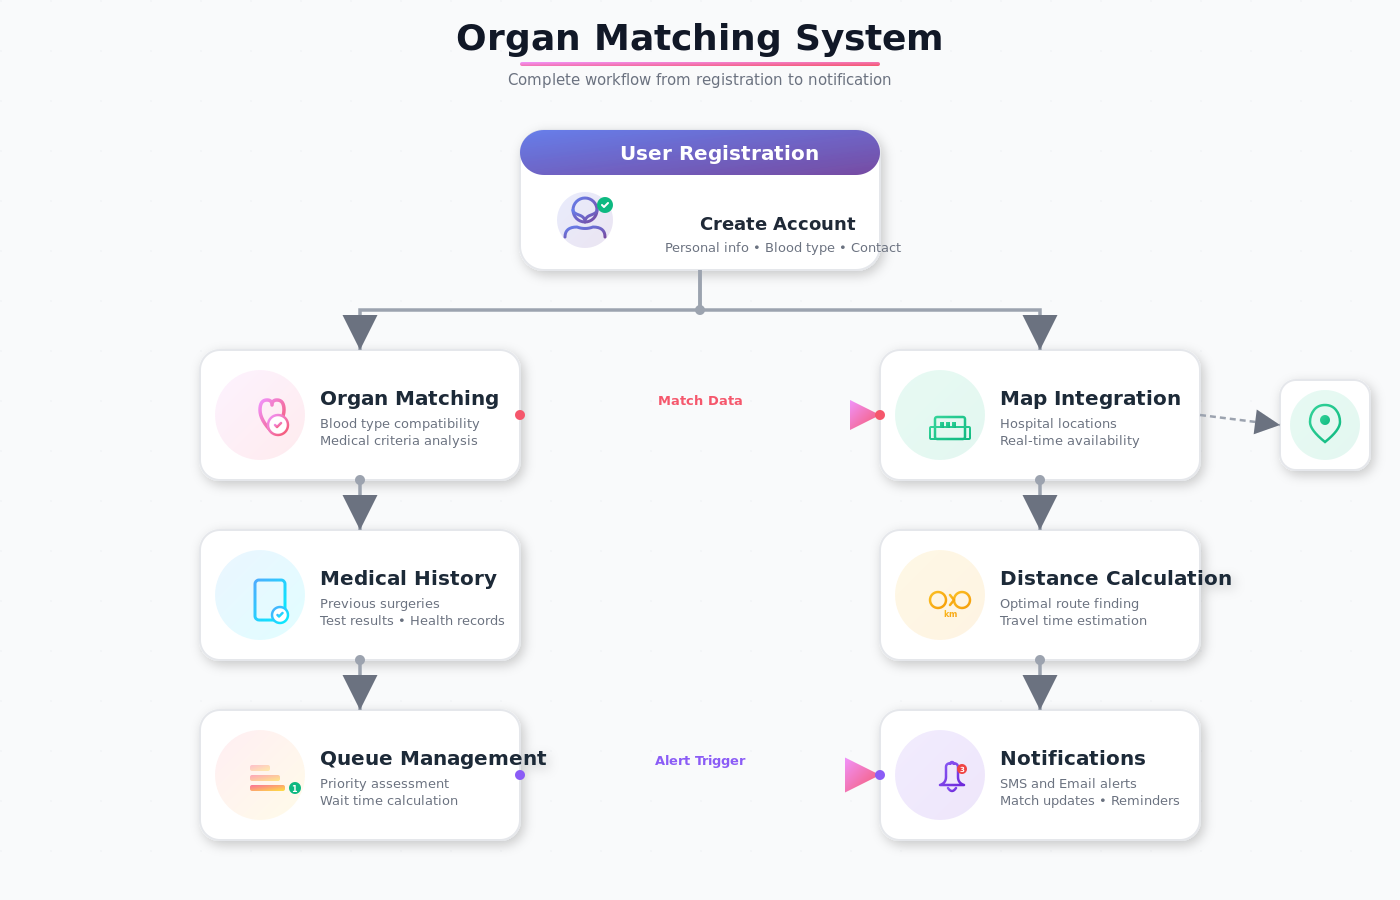 Organ Matching System
Complete workflow from registration to notification
User Registration
Create Account
Personal info • Blood type • Contact
Organ Matching
Blood type compatibility
Medical criteria analysis
Match Data
Map Integration
Hospital locations
Real-time availability
Medical History
Previous surgeries
Test results • Health records
Distance Calculation
Optimal route finding
Travel time estimation
km
Queue Management
Priority assessment
Wait time calculation
1
Alert Trigger
Notifications
SMS and Email alerts
Match updates • Reminders
3